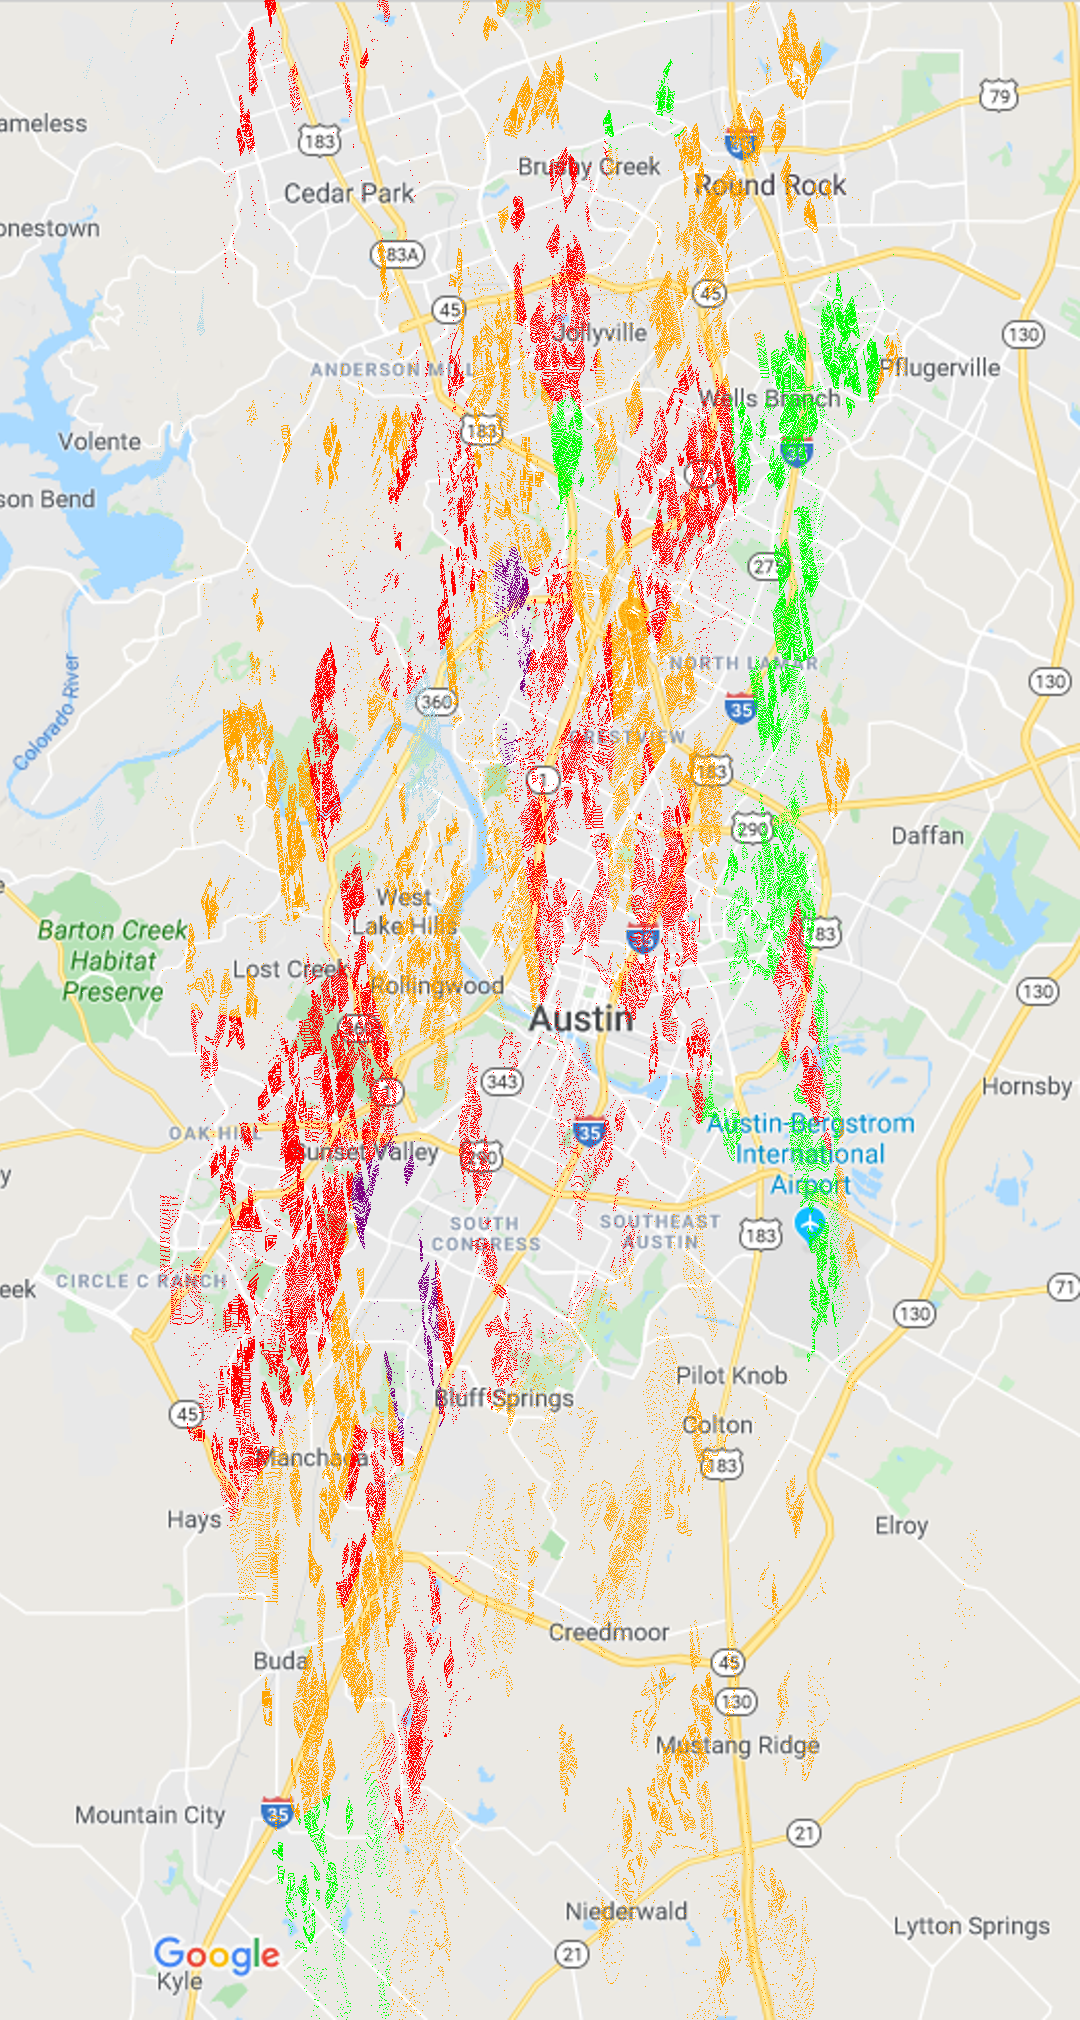 79
ameless
183
Brushy Creek
Round Rock
Cedar Park
onestown
183A
45
45
130
Jollyville
ANDERSON MILL
Pflugerville
Wells Branch
183
Volente
35
son Bend
275
NORTH LAMAR
130
Colorado River
360
35
CRESTVIEW
183
1
290
Daffan
West
Lake Hills
Barton Creek
Habitat
Preserve
183
Lost Creek
Rollingwood
130
Austin
360
343
Hornsby
1
Austin-Bergstrom
International
Airport
OAK HILL
35
Sunset Valley
290
y
SOUTH
CONGRESS
SOUTHEAST
AUSTIN
183
CIRCLE C RANCH
eek
71
130
Pilot Knob
Bluff Springs
45
Colton
Manchaca
183
Hays
Elroy
Creedmoor
Buda
45
130
Mustang Ridge
Mountain City
35
21
Niederwald
Lytton Springs
Google
21
Kyle